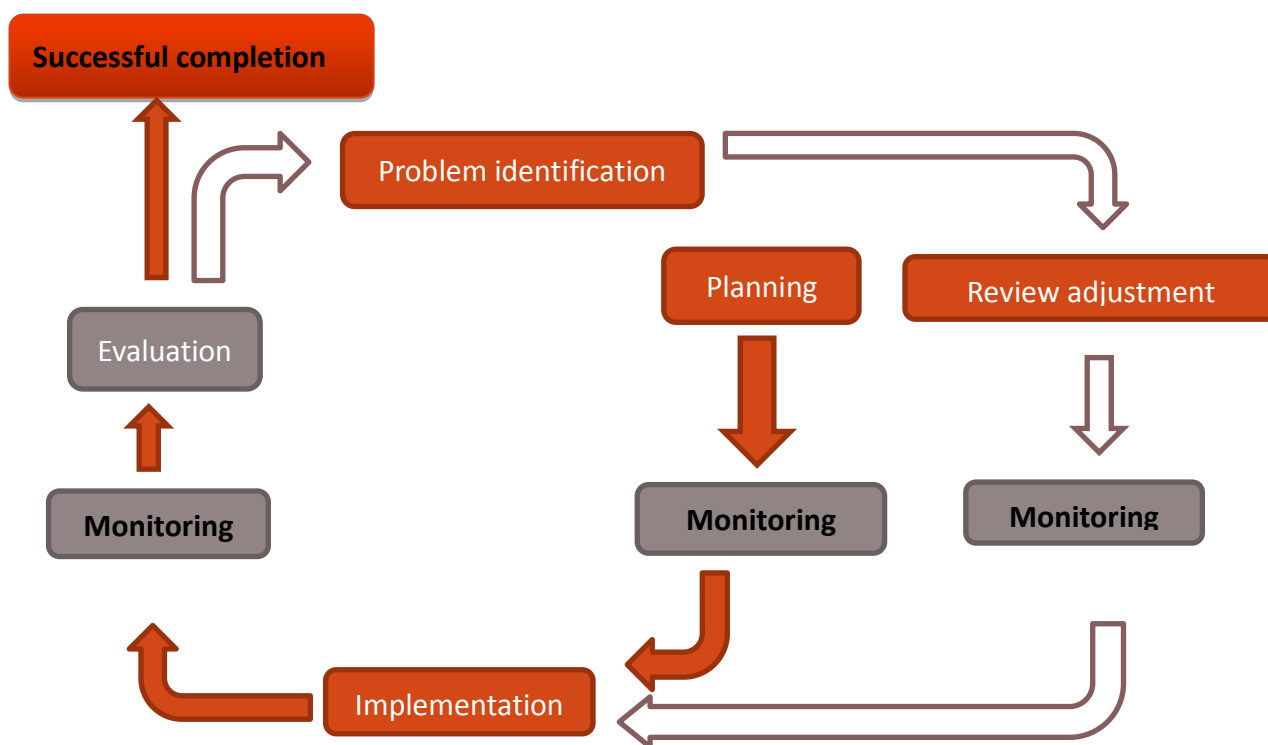 Successful completion
Problem identification
Planning
Review adjustment
Evaluation
Monitoring
Monitoring
Monitoring
Implementation